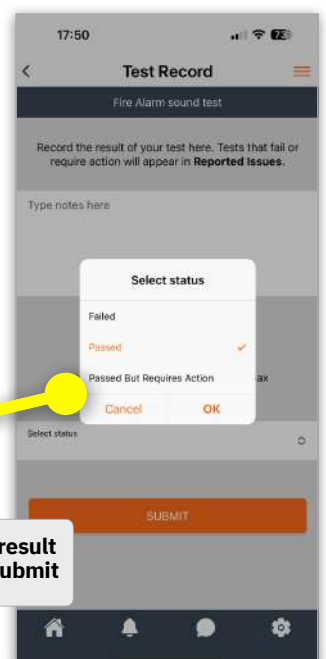 17:50
73
Test Record
Fire Alarm sound test
Record the result of your test here. Tests that fail or
require action will appear in Reported Issues.
Type notes here
Select status
Failed
Passed
Passed But Requires Action
ax
Cancel
OK
Select status
SUBMIT
result
ubmit